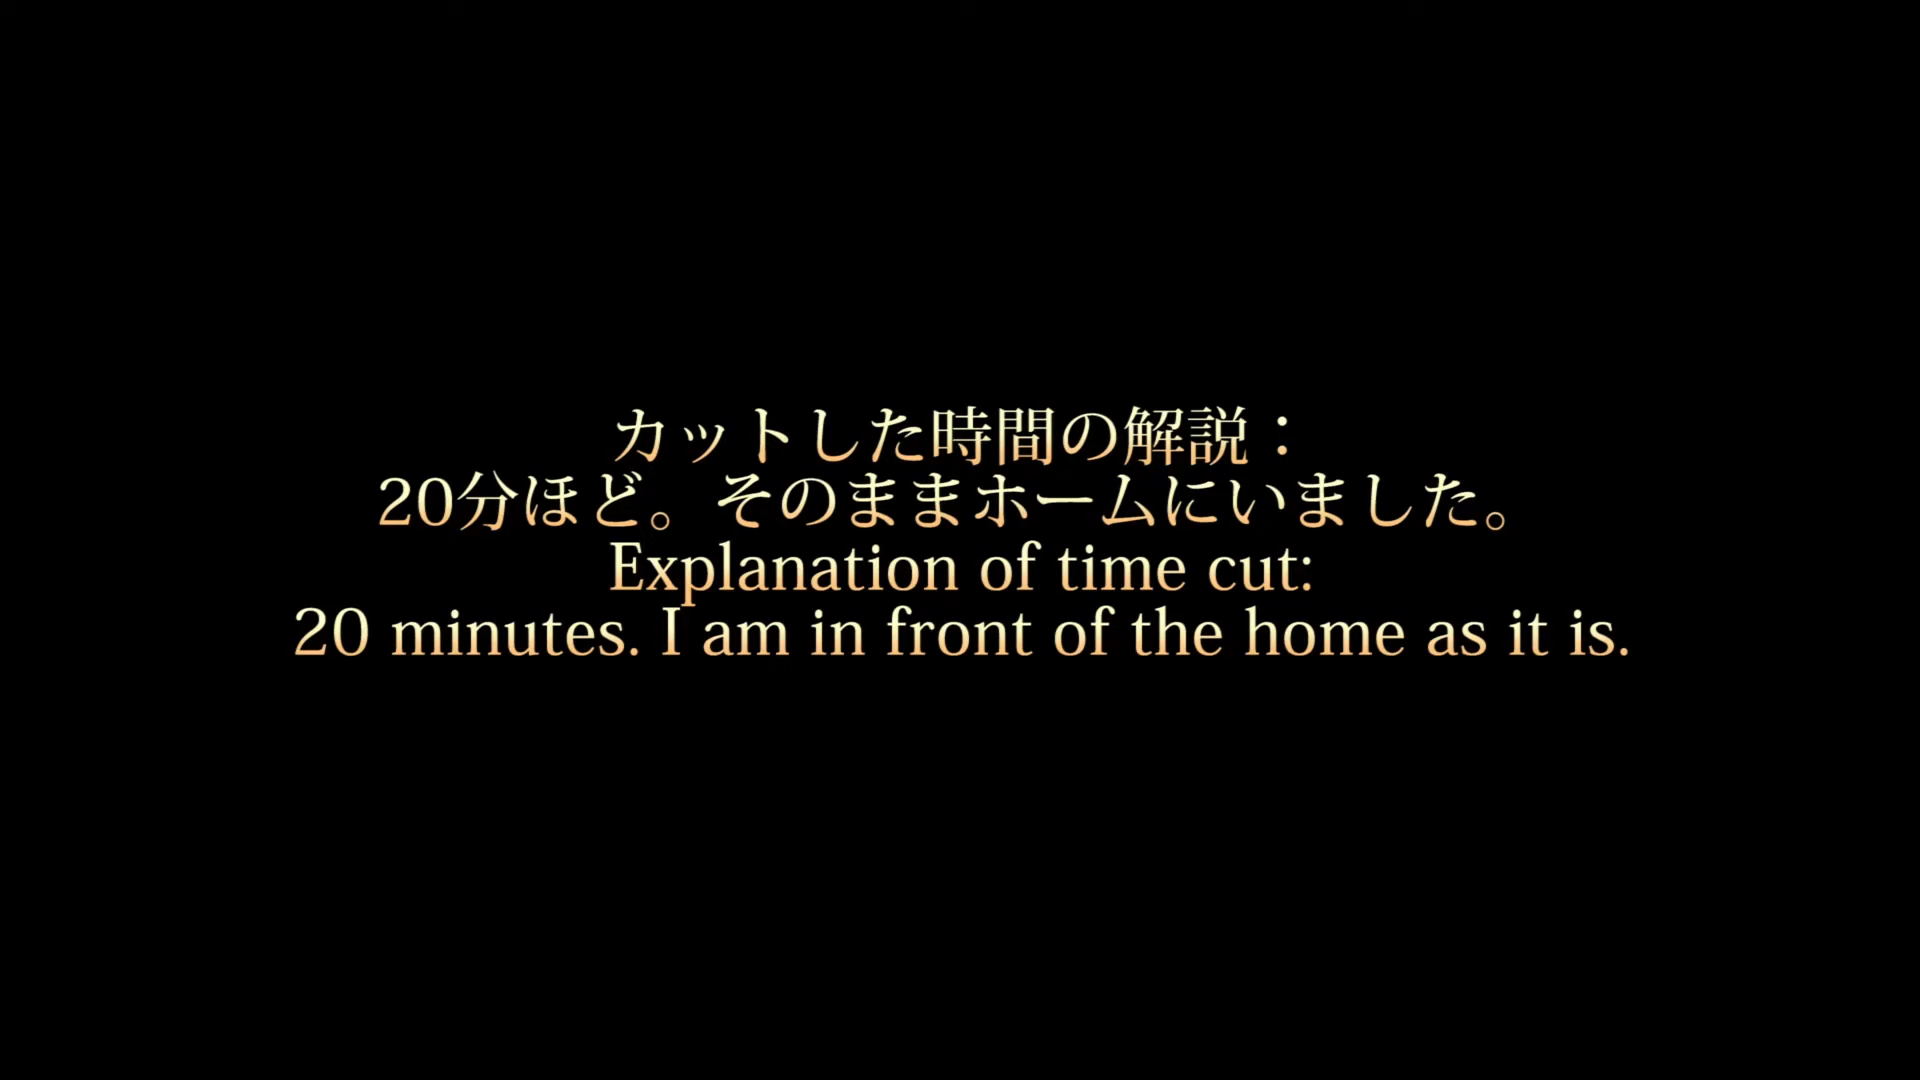 カットした時間の解説：
20分ほど。そのままホームにいました。
Explanation of time cut:
20 minutes. I am in front of the home as it is.